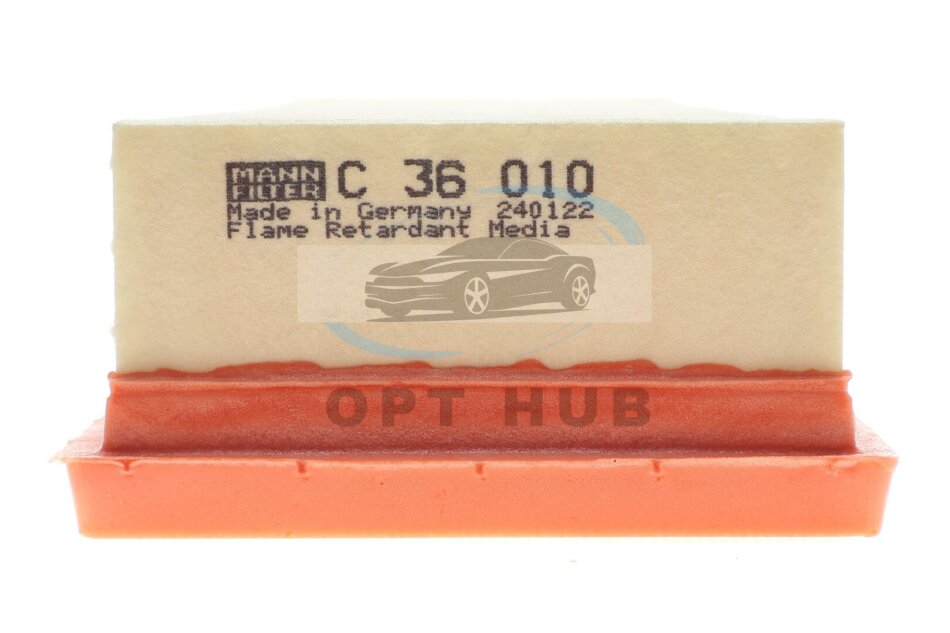 MANN FILTER C 36 010
Made in Germany 240122
Flame Retardant Media
OPT HUB